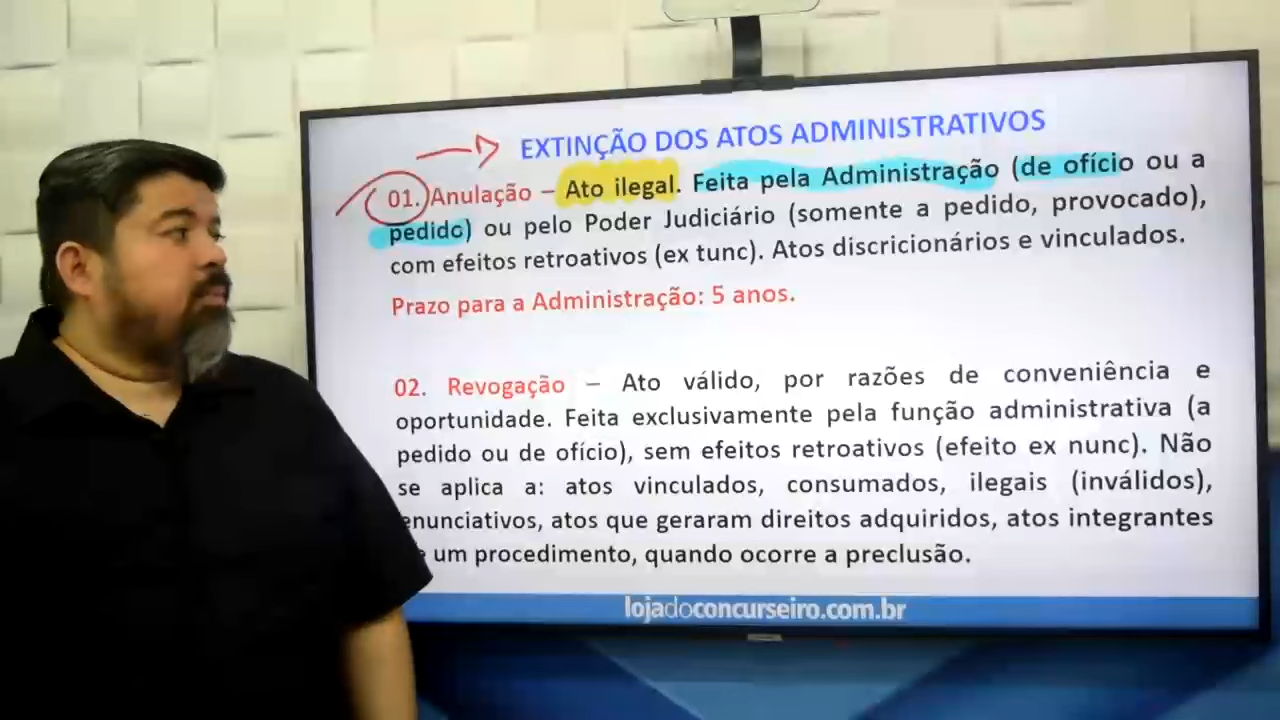 EXTINÇÃO DOS ATOS ADMINISTRATIVOS
01. Anulação – Ato ilegal. Feita pela Administração (de ofício ou a
pedido) ou pelo Poder Judiciário (somente a pedido, provocado),
com efeitos retroativos (ex tunc). Atos discricionários e vinculados.
Prazo para a Administração: 5 anos.
02. Revogação – Ato válido, por razões de conveniência e
oportunidade. Feita exclusivamente pela função administrativa (a
pedido ou de ofício), sem efeitos retroativos (efeito ex nunc). Não
se aplica a: atos vinculados, consumados, ilegais (inválidos),
enunciativos, atos que geraram direitos adquiridos, atos integrantes
um procedimento, quando ocorre a preclusão.
lojadoconcurseiro.com.br